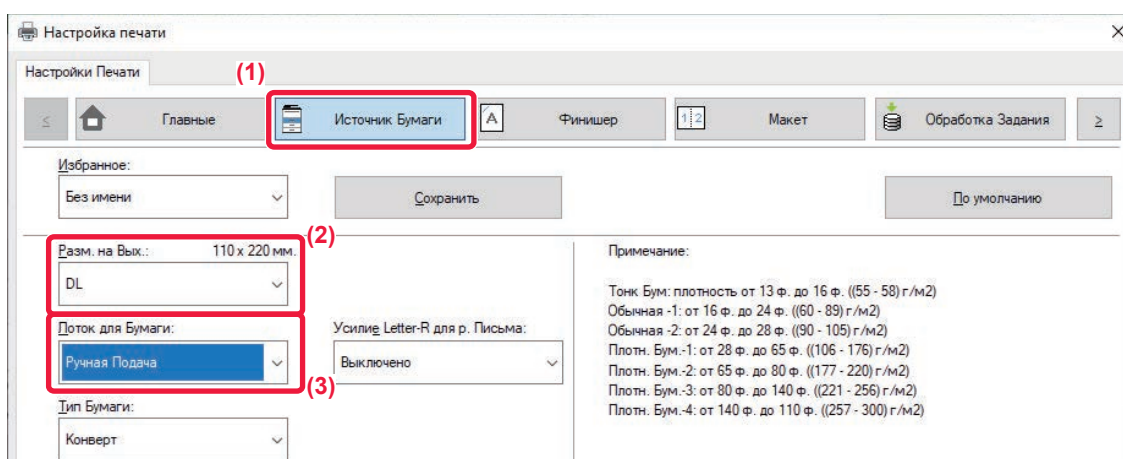 Настройка печати
Настройки Печати
(1)
≤ Главные Источник Бумаги A Финишер 1 2 Макет Обработка Задания ≥
Избранное:
Без имени Сохранить По умолчанию
(2)
Разм. на Вых.: 110 x 220 мм.
DL
Поток для Бумаги:
Ручная Подача
(3)
Усилие Letter-R для р. Письма:
Выключено
Тип Бумаги:
Конверт
Примечание:
Тонк Бум: плотность от 13 ф. до 16 ф. ((55 - 58) г/м2)
Обычная -1: от 16 ф. до 24 ф. ((60 - 89) г/м2)
Обычная -2: от 24 ф. до 28 ф. ((90 - 105) г/м2)
Плотн. Бум.-1: от 28 ф. до 65 ф. ((106 - 176) г/м2)
Плотн. Бум.-2: от 65 ф. до 80 ф. ((177 - 220) г/м2)
Плотн. Бум.-3: от 80 ф. до 140 ф. ((221 - 256) г/м2)
Плотн. Бум.-4: от 140 ф. до 110 ф. ((257 - 300) г/м2)